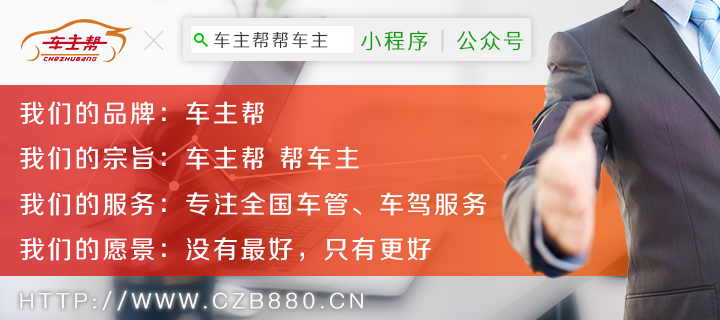 车主帮
CHEZHUBANG
车主帮帮车主 小程序 | 公众号
我们的品牌：车主帮
我们的宗旨：车主帮 帮车主
我们的服务：专注全国车管、车驾服务
我们的愿景：没有最好，只有更好
HTTP://WWW.CZB880.CN